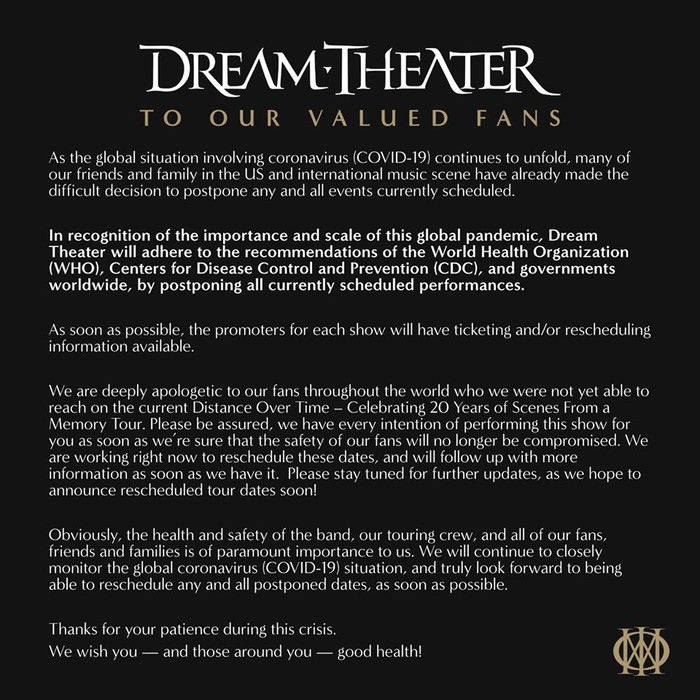 DREAM·THEATER
TO OUR VALUED FANS
As the global situation involving coronavirus (COVID-19) continues to unfold, many of
our friends and family in the US and international music scene have already made the
difficult decision to postpone any and all events currently scheduled.
In recognition of the importance and scale of this global pandemic, Dream
Theater will adhere to the recommendations of the World Health Organization
(WHO), Centers for Disease Control and Prevention (CDC), and governments
worldwide, by postponing all currently scheduled performances.
As soon as possible, the promoters for each show will have ticketing and/or rescheduling
information available.
We are deeply apologetic to our fans throughout the world who we were not yet able to
reach on the current Distance Over Time – Celebrating 20 Years of Scenes From a
Memory Tour. Please be assured, we have every intention of performing this show for
you as soon as we're sure that the safety of our fans will no longer be compromised. We
are working right now to reschedule these dates, and will follow up with more
information as soon as we have it. Please stay tuned for further updates, as we hope to
announce rescheduled tour dates soon!
Obviously, the health and safety of the band, our touring crew, and all of our fans,
friends and families is of paramount importance to us. We will continue to closely
monitor the global coronavirus (COVID-19) situation, and truly look forward to being
able to reschedule any and all postponed dates, as soon as possible.
Thanks for your patience during this crisis.
We wish you — and those around you — good health!